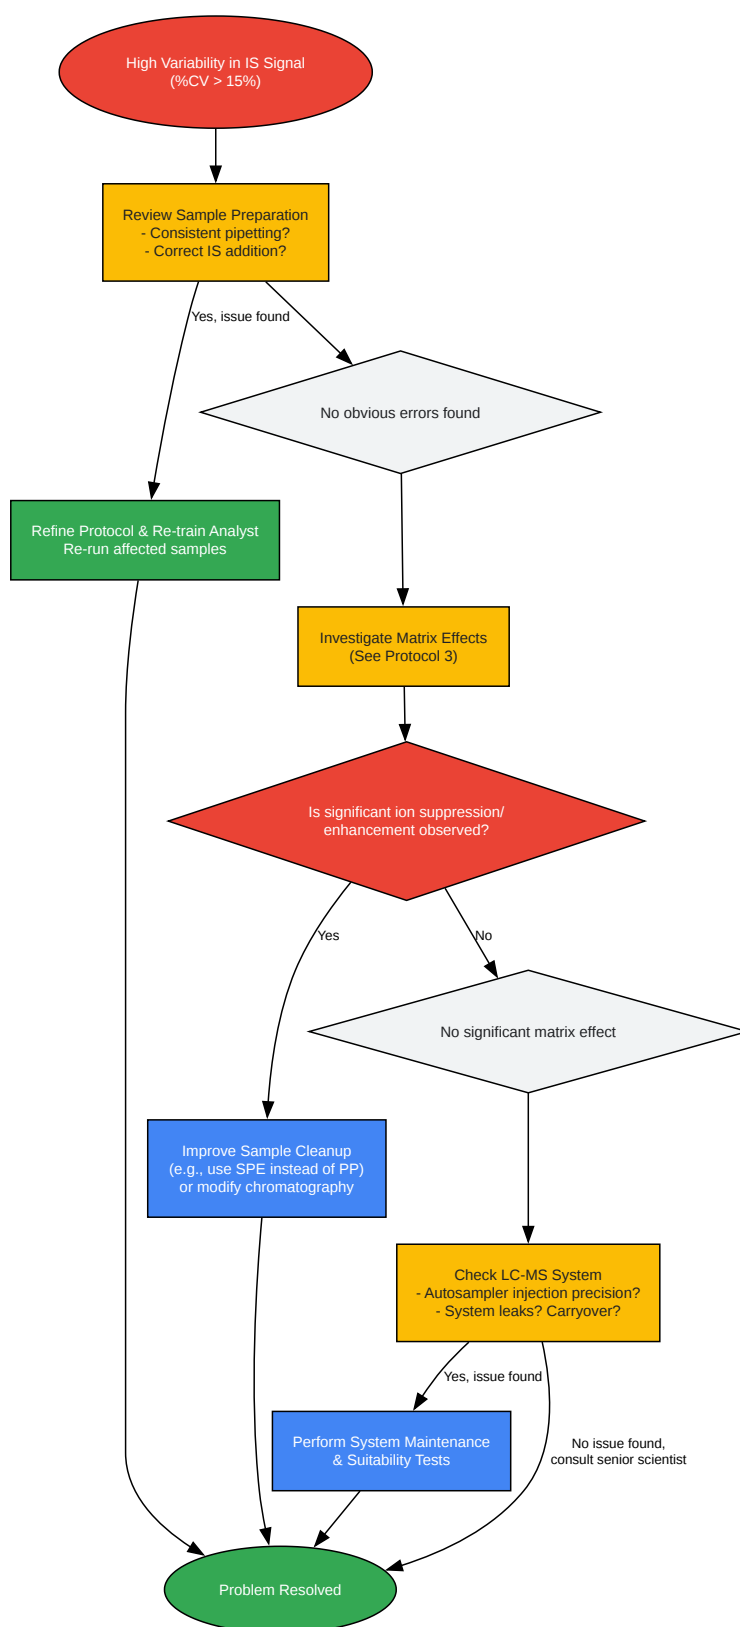 High Variability in IS Signal
(%CV > 15%)
Review Sample Preparation
- Consistent pipetting?
- Correct IS addition?
Yes, issue found
No obvious errors found
Refine Protocol & Re-train Analyst
Re-run affected samples
Investigate Matrix Effects
(See Protocol 3)
Is significant ion suppression/
enhancement observed?
Yes
No
No significant matrix effect
Improve Sample Cleanup
(e.g., use SPE instead of PP)
or modify chromatography
Check LC-MS System
- Autosampler injection precision?
- System leaks? Carryover?
Yes, issue found
Perform System Maintenance
& Suitability Tests
No issue found,
consult senior scientist
Problem Resolved